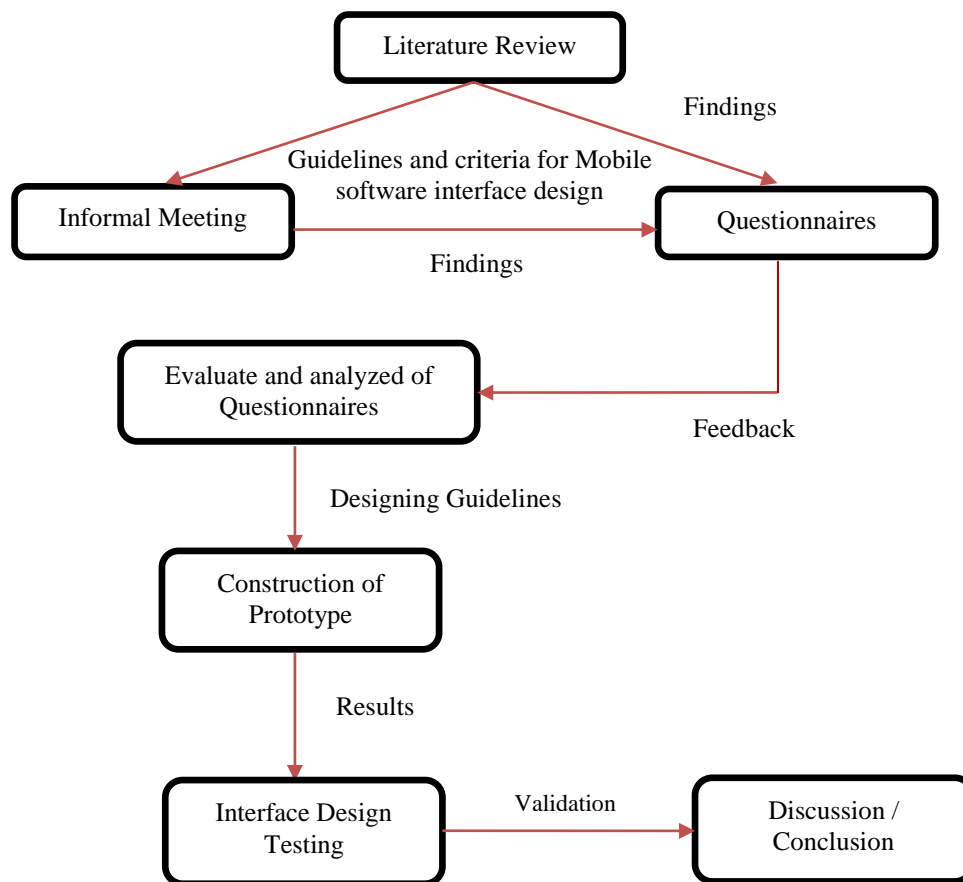 Literature Review
Findings
Guidelines and criteria for Mobile
software interface design
Informal Meeting
Questionnaires
Findings
Evaluate and analyzed of
Questionnaires
Feedback
Designing Guidelines
Construction of
Prototype
Results
Interface Design
Testing
Validation
Discussion /
Conclusion